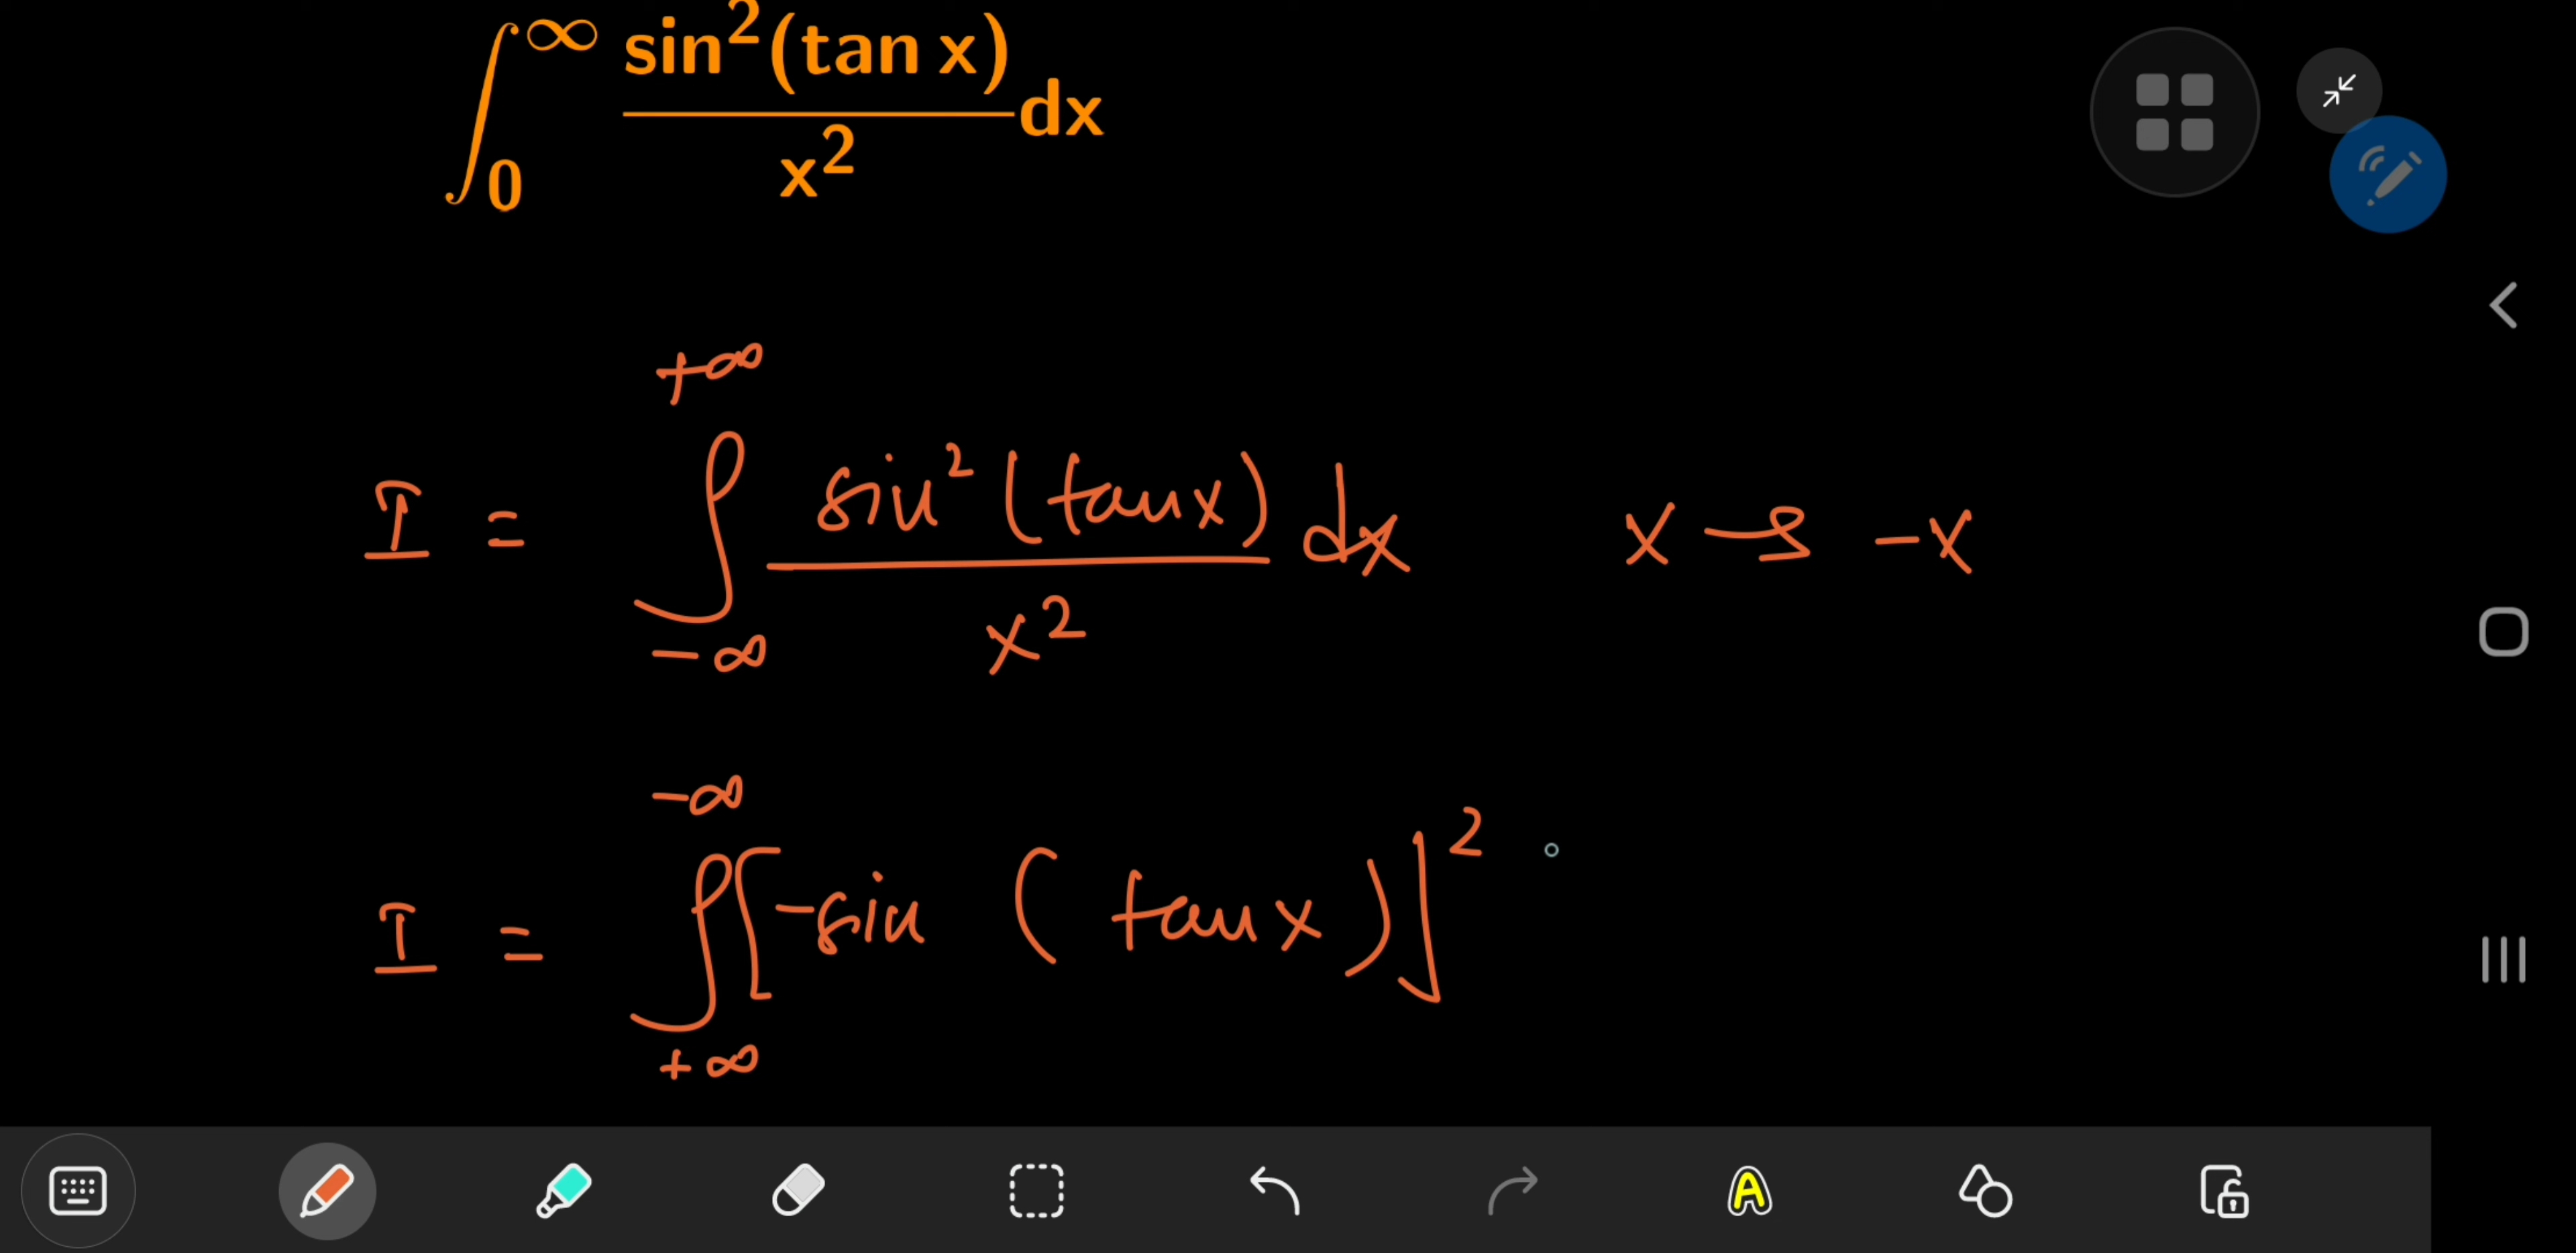 ∫₀^∞ sin²(tan x)/x² dx
I = ∫_{-∞}^{+∞} sin²(tan x)/x² dx x → -x
I = ∫_{+∞}^{-∞} [-sin (tan x)]²
A